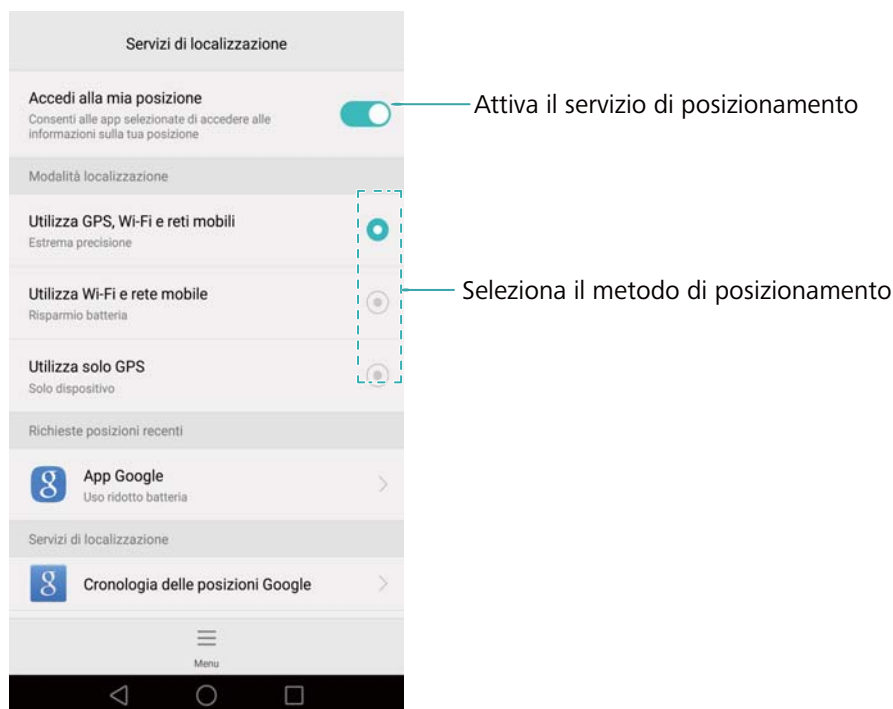 Servizi di localizzazione
Accedi alla mia posizione
Consenti alle app selezionate di accedere alle
informazioni sulla tua posizione
Attiva il servizio di posizionamento
Modalità localizzazione
Utilizza GPS, Wi-Fi e reti mobili
Estrema precisione
Utilizza Wi-Fi e rete mobile
Risparmio batteria
Seleziona il metodo di posizionamento
Utilizza solo GPS
Solo dispositivo
Richieste posizioni recenti
App Google
Uso ridotto batteria
Servizi di localizzazione
Cronologia delle posizioni Google
Menu